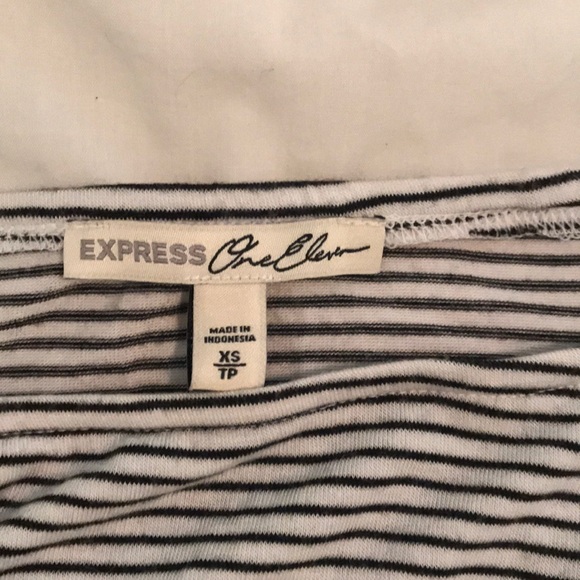 EXPRESS One Eleven
MADE IN
INDONESIA
XS
TP